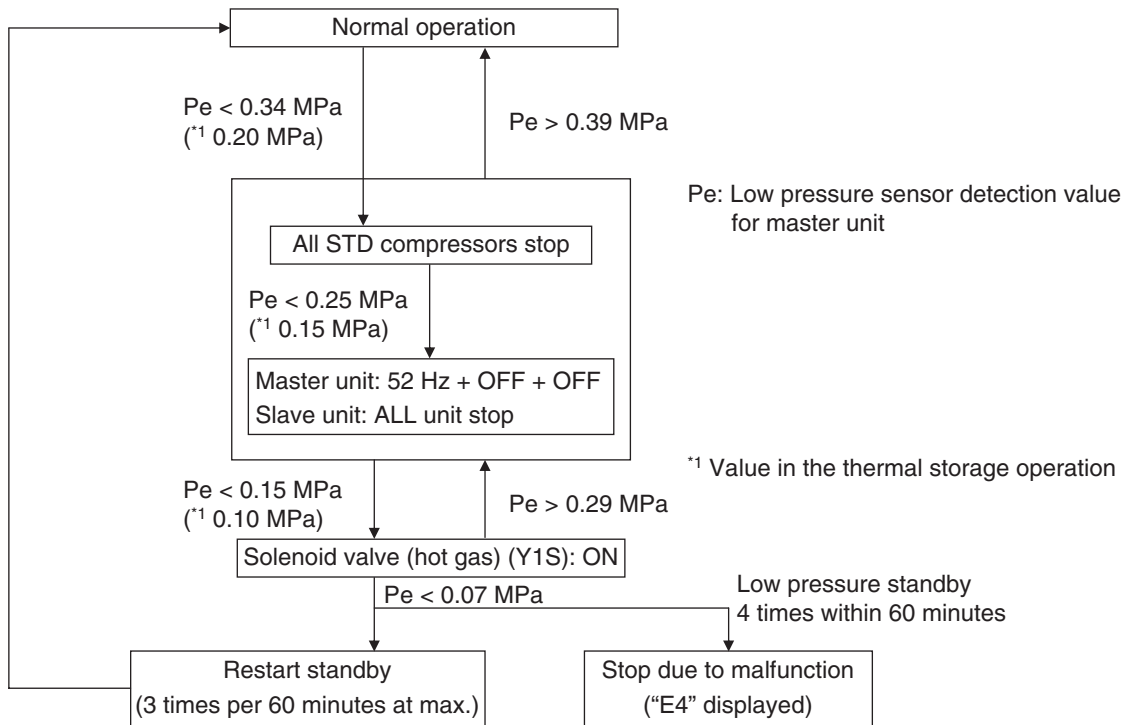 Normal operation
Pe < 0.34 MPa
(*1 0.20 MPa)
Pe > 0.39 MPa
Pe: Low pressure sensor detection value
for master unit
All STD compressors stop
Pe < 0.25 MPa
(*1 0.15 MPa)
Master unit: 52 Hz + OFF + OFF
Slave unit: ALL unit stop
*1 Value in the thermal storage operation
Pe < 0.15 MPa
(*1 0.10 MPa)
Pe > 0.29 MPa
Solenoid valve (hot gas) (Y1S): ON
Pe < 0.07 MPa
Low pressure standby
4 times within 60 minutes
Restart standby
(3 times per 60 minutes at max.)
Stop due to malfunction
(“E4” displayed)